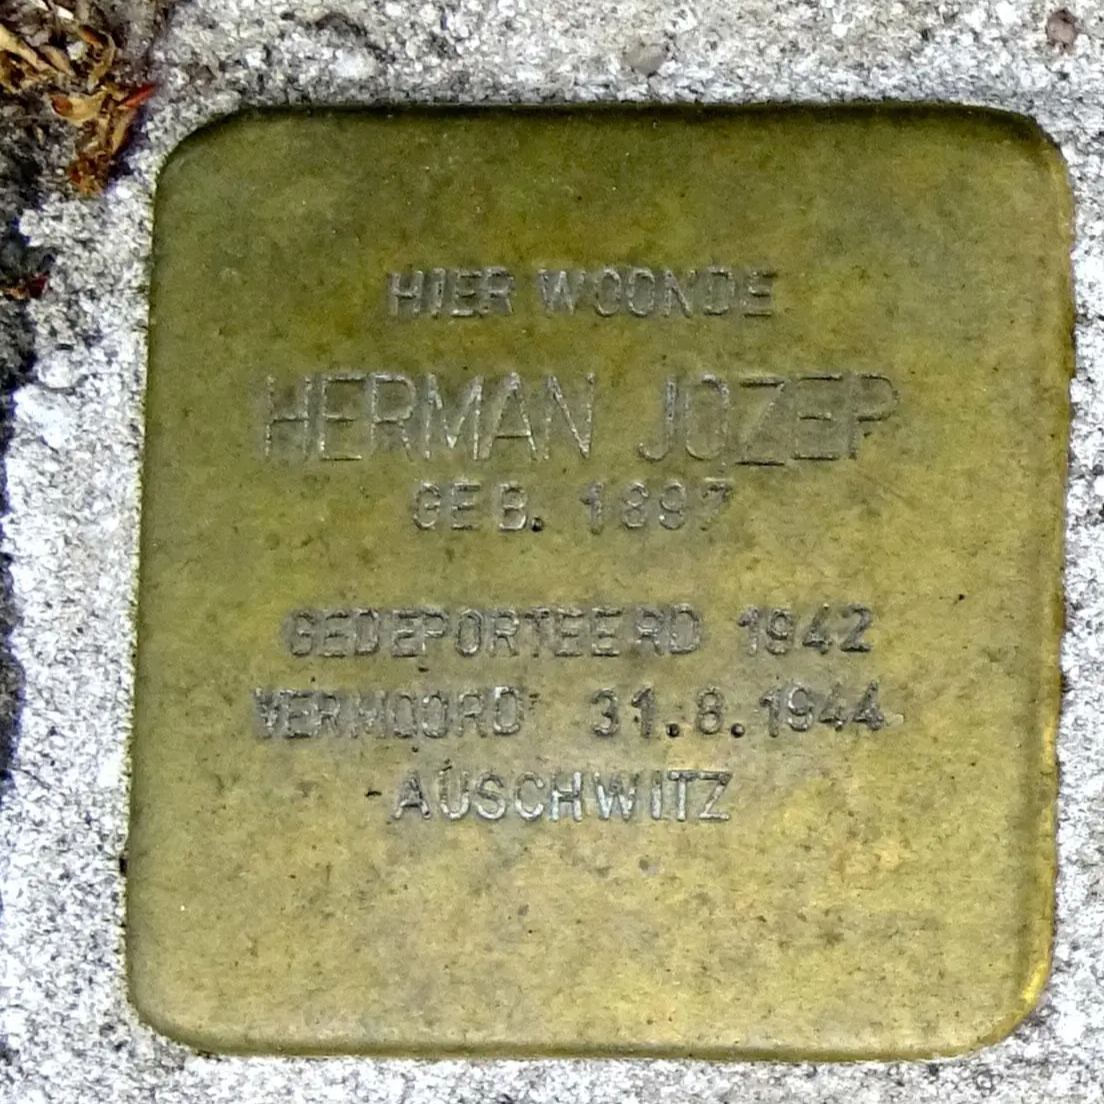 HIER WOONDE
HERMAN JOZEP
GEB. 1897
GEDEPORTEERD 1942
VERMOORD 31.8.1944
AUSCHWITZ